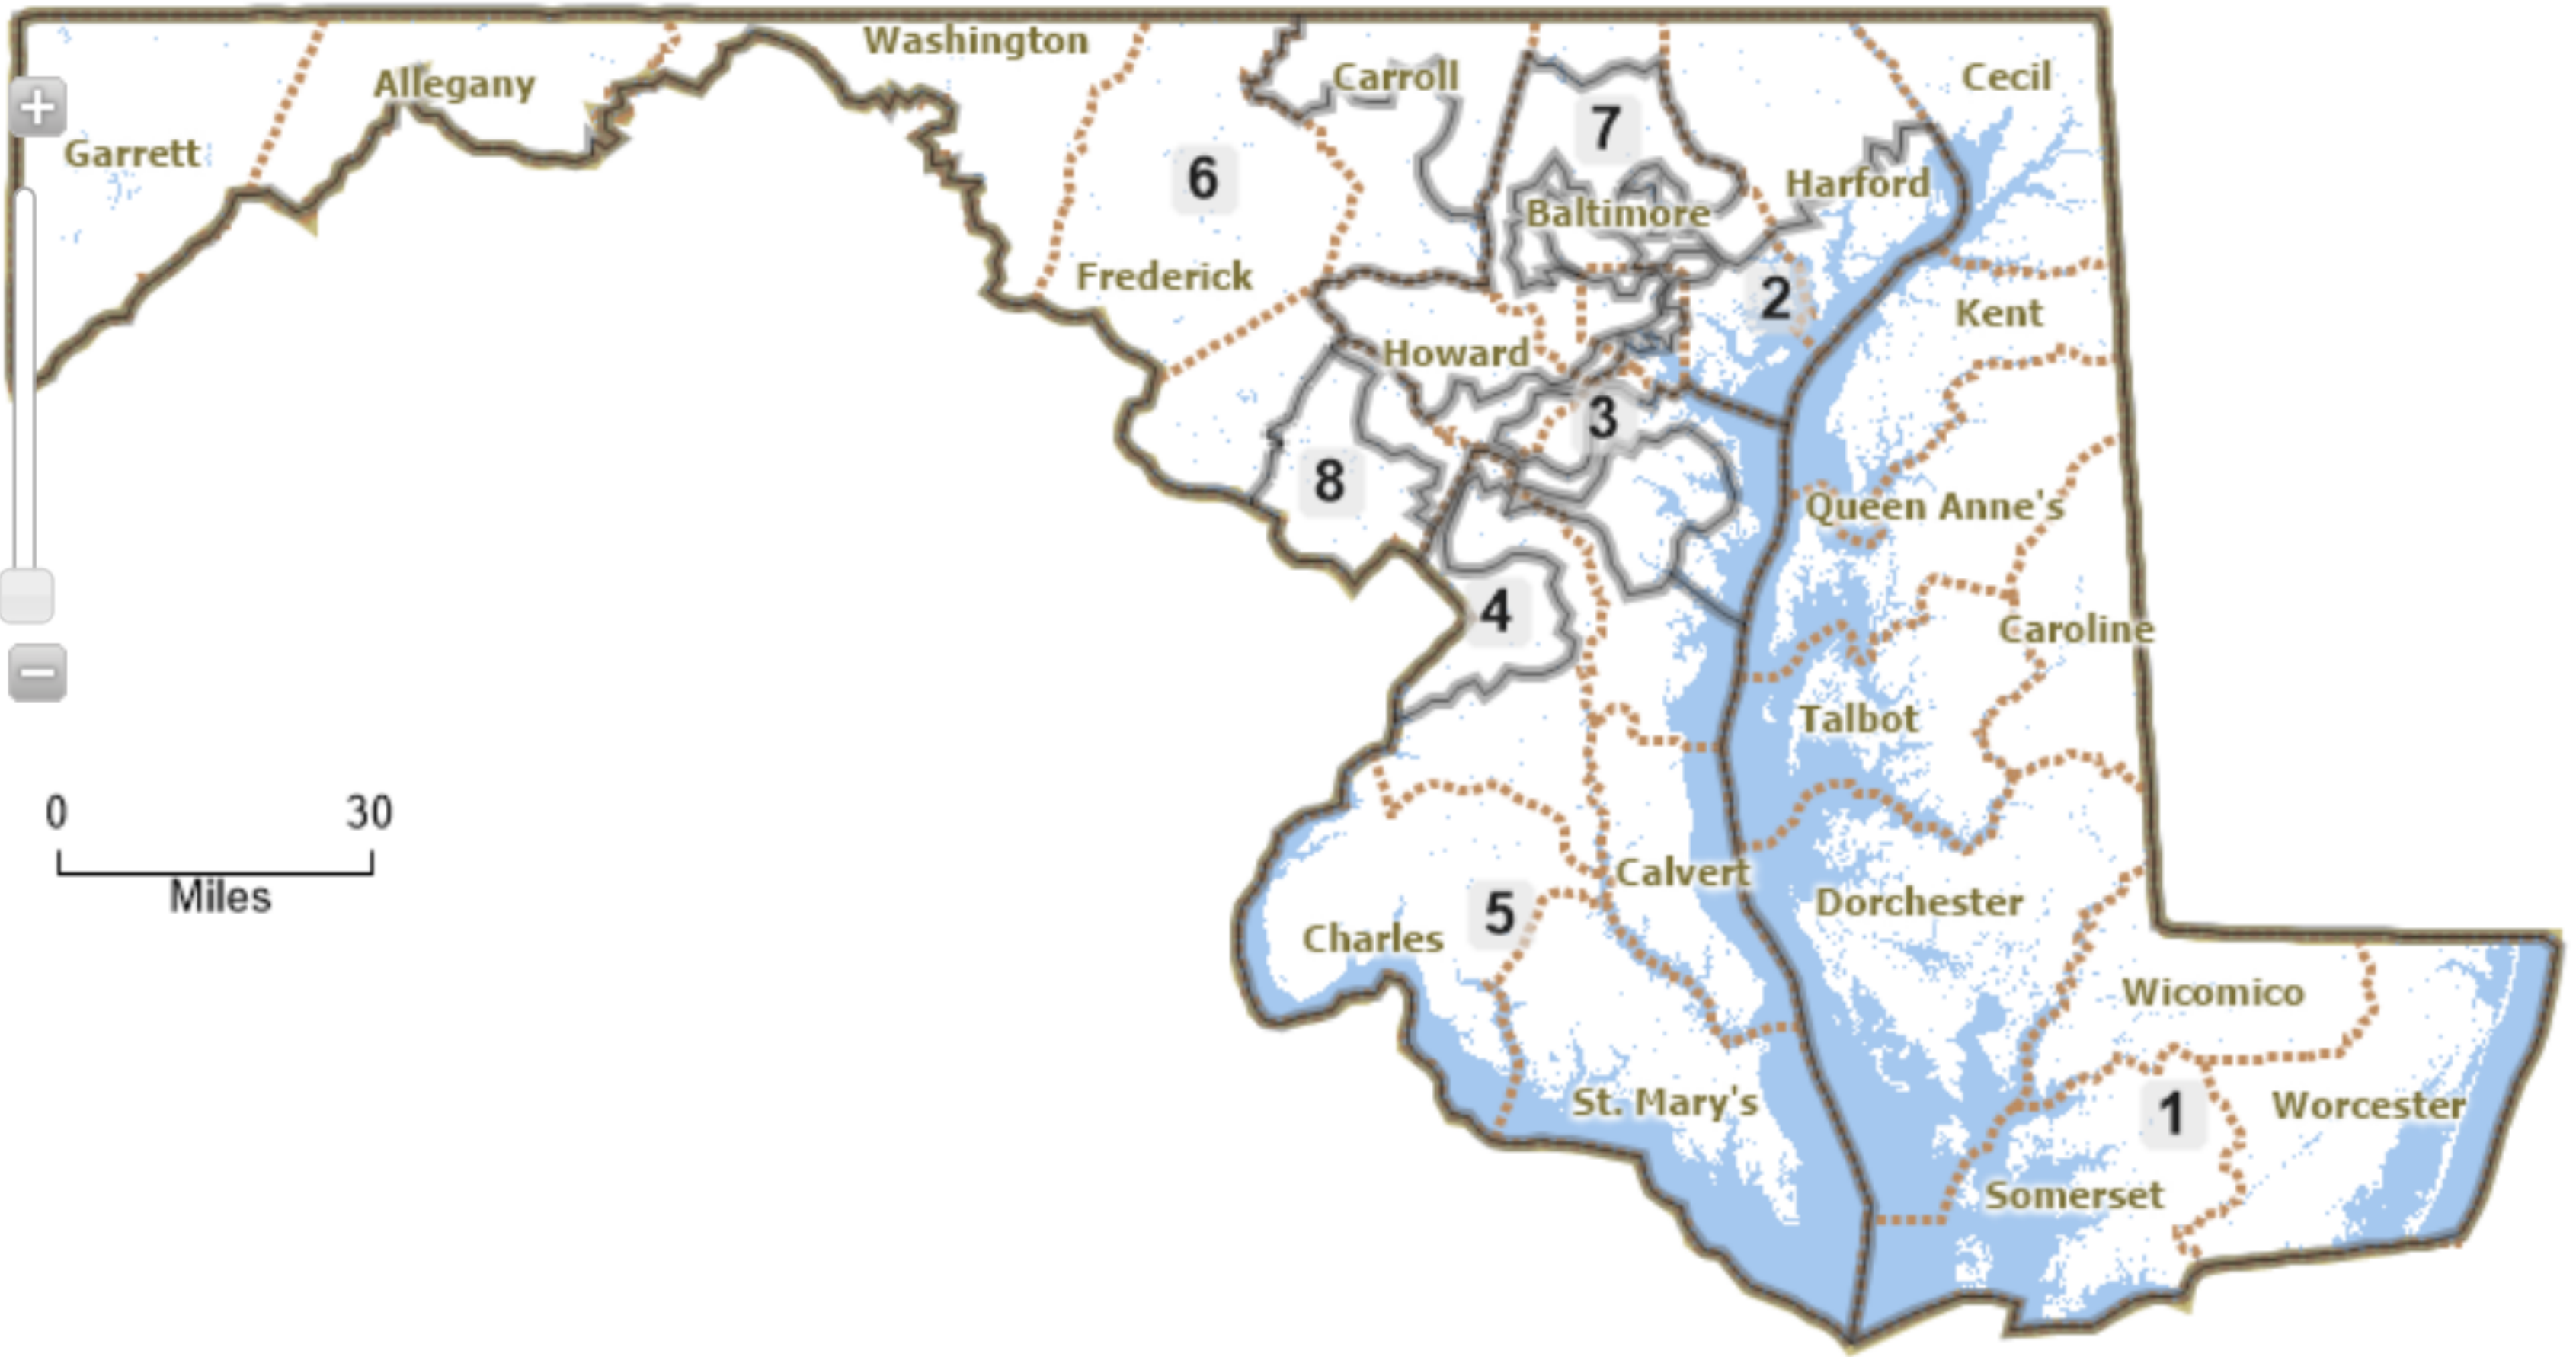 Washington
Carroll
Cecil
Allegany
+
7
Garrett
6
Harford
Baltimore
Frederick
2
Kent
Howard
3
8
Queen Anne's
4
Caroline
Talbot
−
0 30
Miles
Calvert
5
Dorchester
Charles
Wicomico
St. Mary's
1
Worcester
Somerset